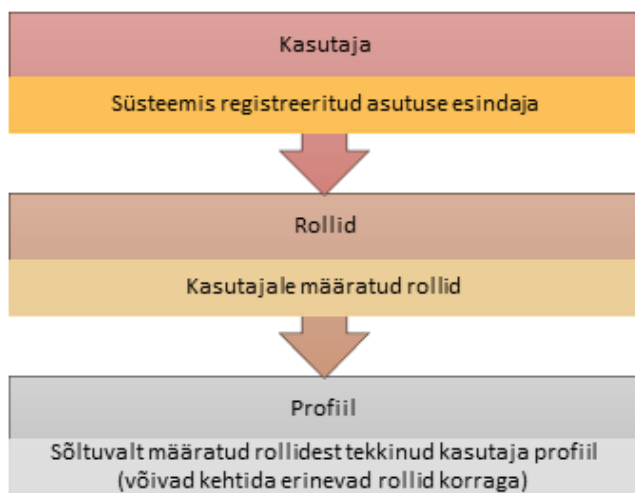 Kasutaja
Süsteemis registreeritud asutuse esindaja
Rollid
Kasutajale määratud rollid
Profiil
Sõltuvalt määratud rollidest tekkinud kasutaja profiil
(võivad kehtida erinevad rollid korraga)